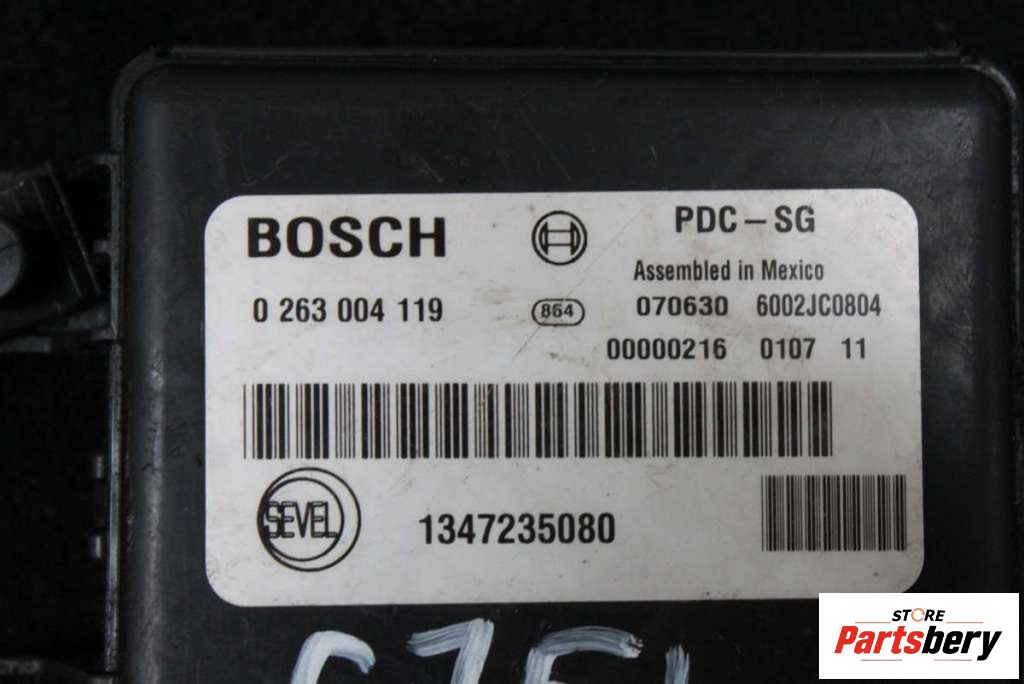 BOSCH PDC-SG
Assembled in Mexico
0 263 004 119 864 070630 6002JC0804
00000216 0107 11
SEVEL 1347235080
STORE
Partsbery